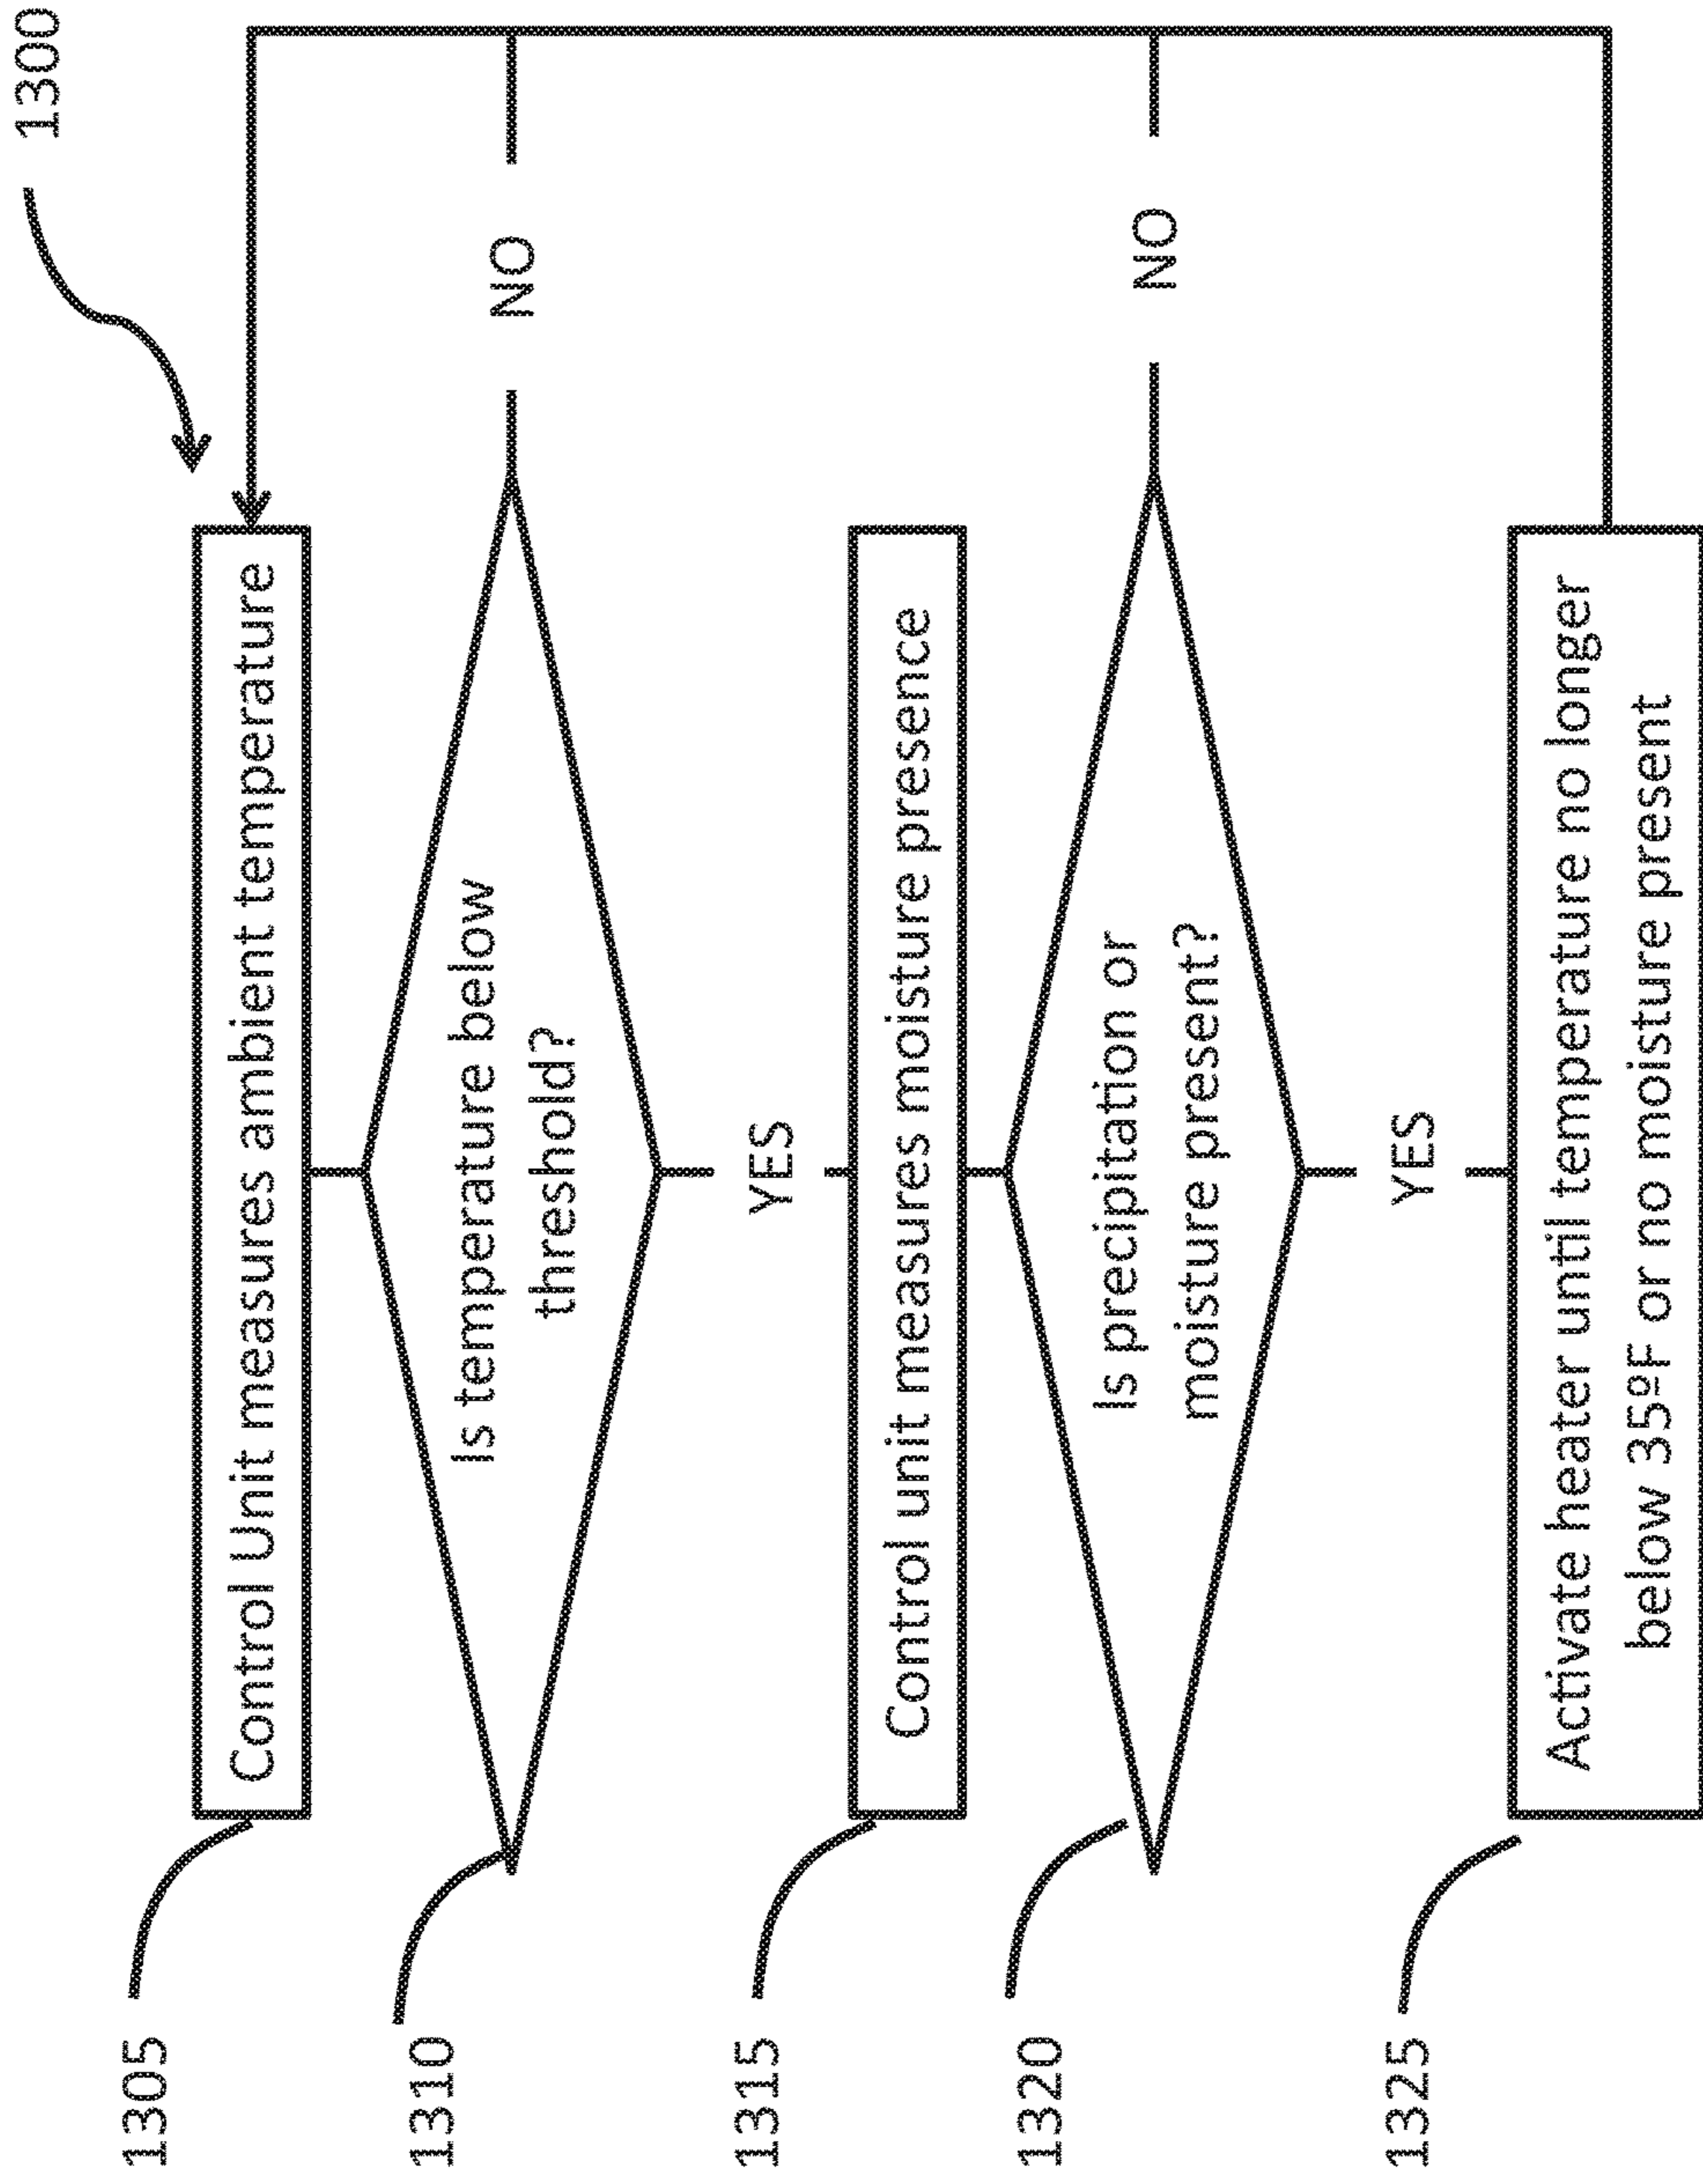 1300
1305
Control Unit measures ambient temperature
1310
Is temperature below
threshold?
NO
YES
1315
Control unit measures moisture presence
1320
Is precipitation or
moisture present?
NO
YES
1325
Activate heater until temperature no longer
below 35ºF or no moisture present